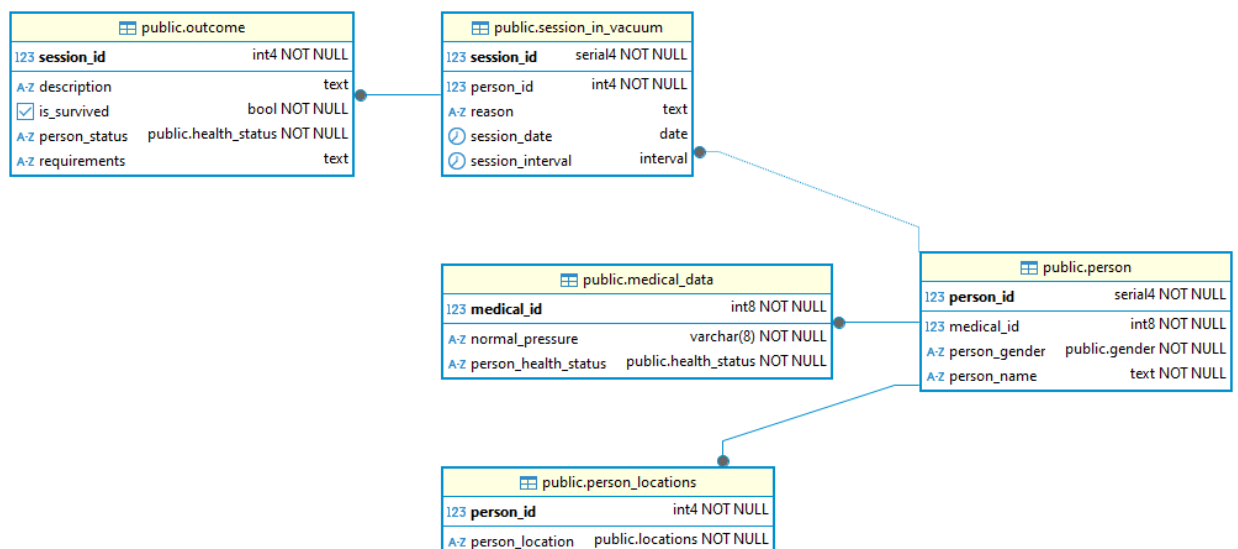 public.outcome
123 session_id int4 NOT NULL
A-Z description text
is_survived bool NOT NULL
A-Z person_status public.health_status NOT NULL
A-Z requirements text
public.session_in_vacuum
123 session_id serial4 NOT NULL
123 person_id int4 NOT NULL
A-Z reason text
session_date date
session_interval interval
public.medical_data
123 medical_id int8 NOT NULL
A-Z normal_pressure varchar(8) NOT NULL
A-Z person_health_status public.health_status NOT NULL
public.person
123 person_id serial4 NOT NULL
123 medical_id int8 NOT NULL
A-Z person_gender public.gender NOT NULL
A-Z person_name text NOT NULL
public.person_locations
123 person_id int4 NOT NULL
A-Z person_location public.locations NOT NULL